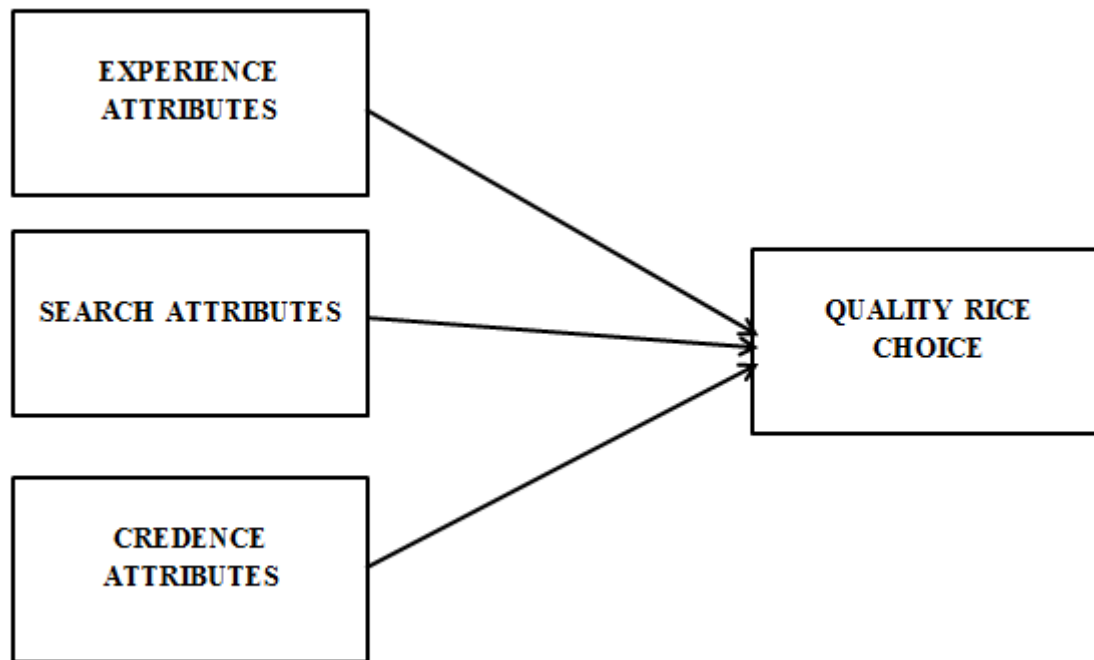 EXPERIENCE
ATTRIBUTES
SEARCH ATTRIBUTES
QUALITY RICE
CHOICE
CREDENCE
ATTRIBUTES